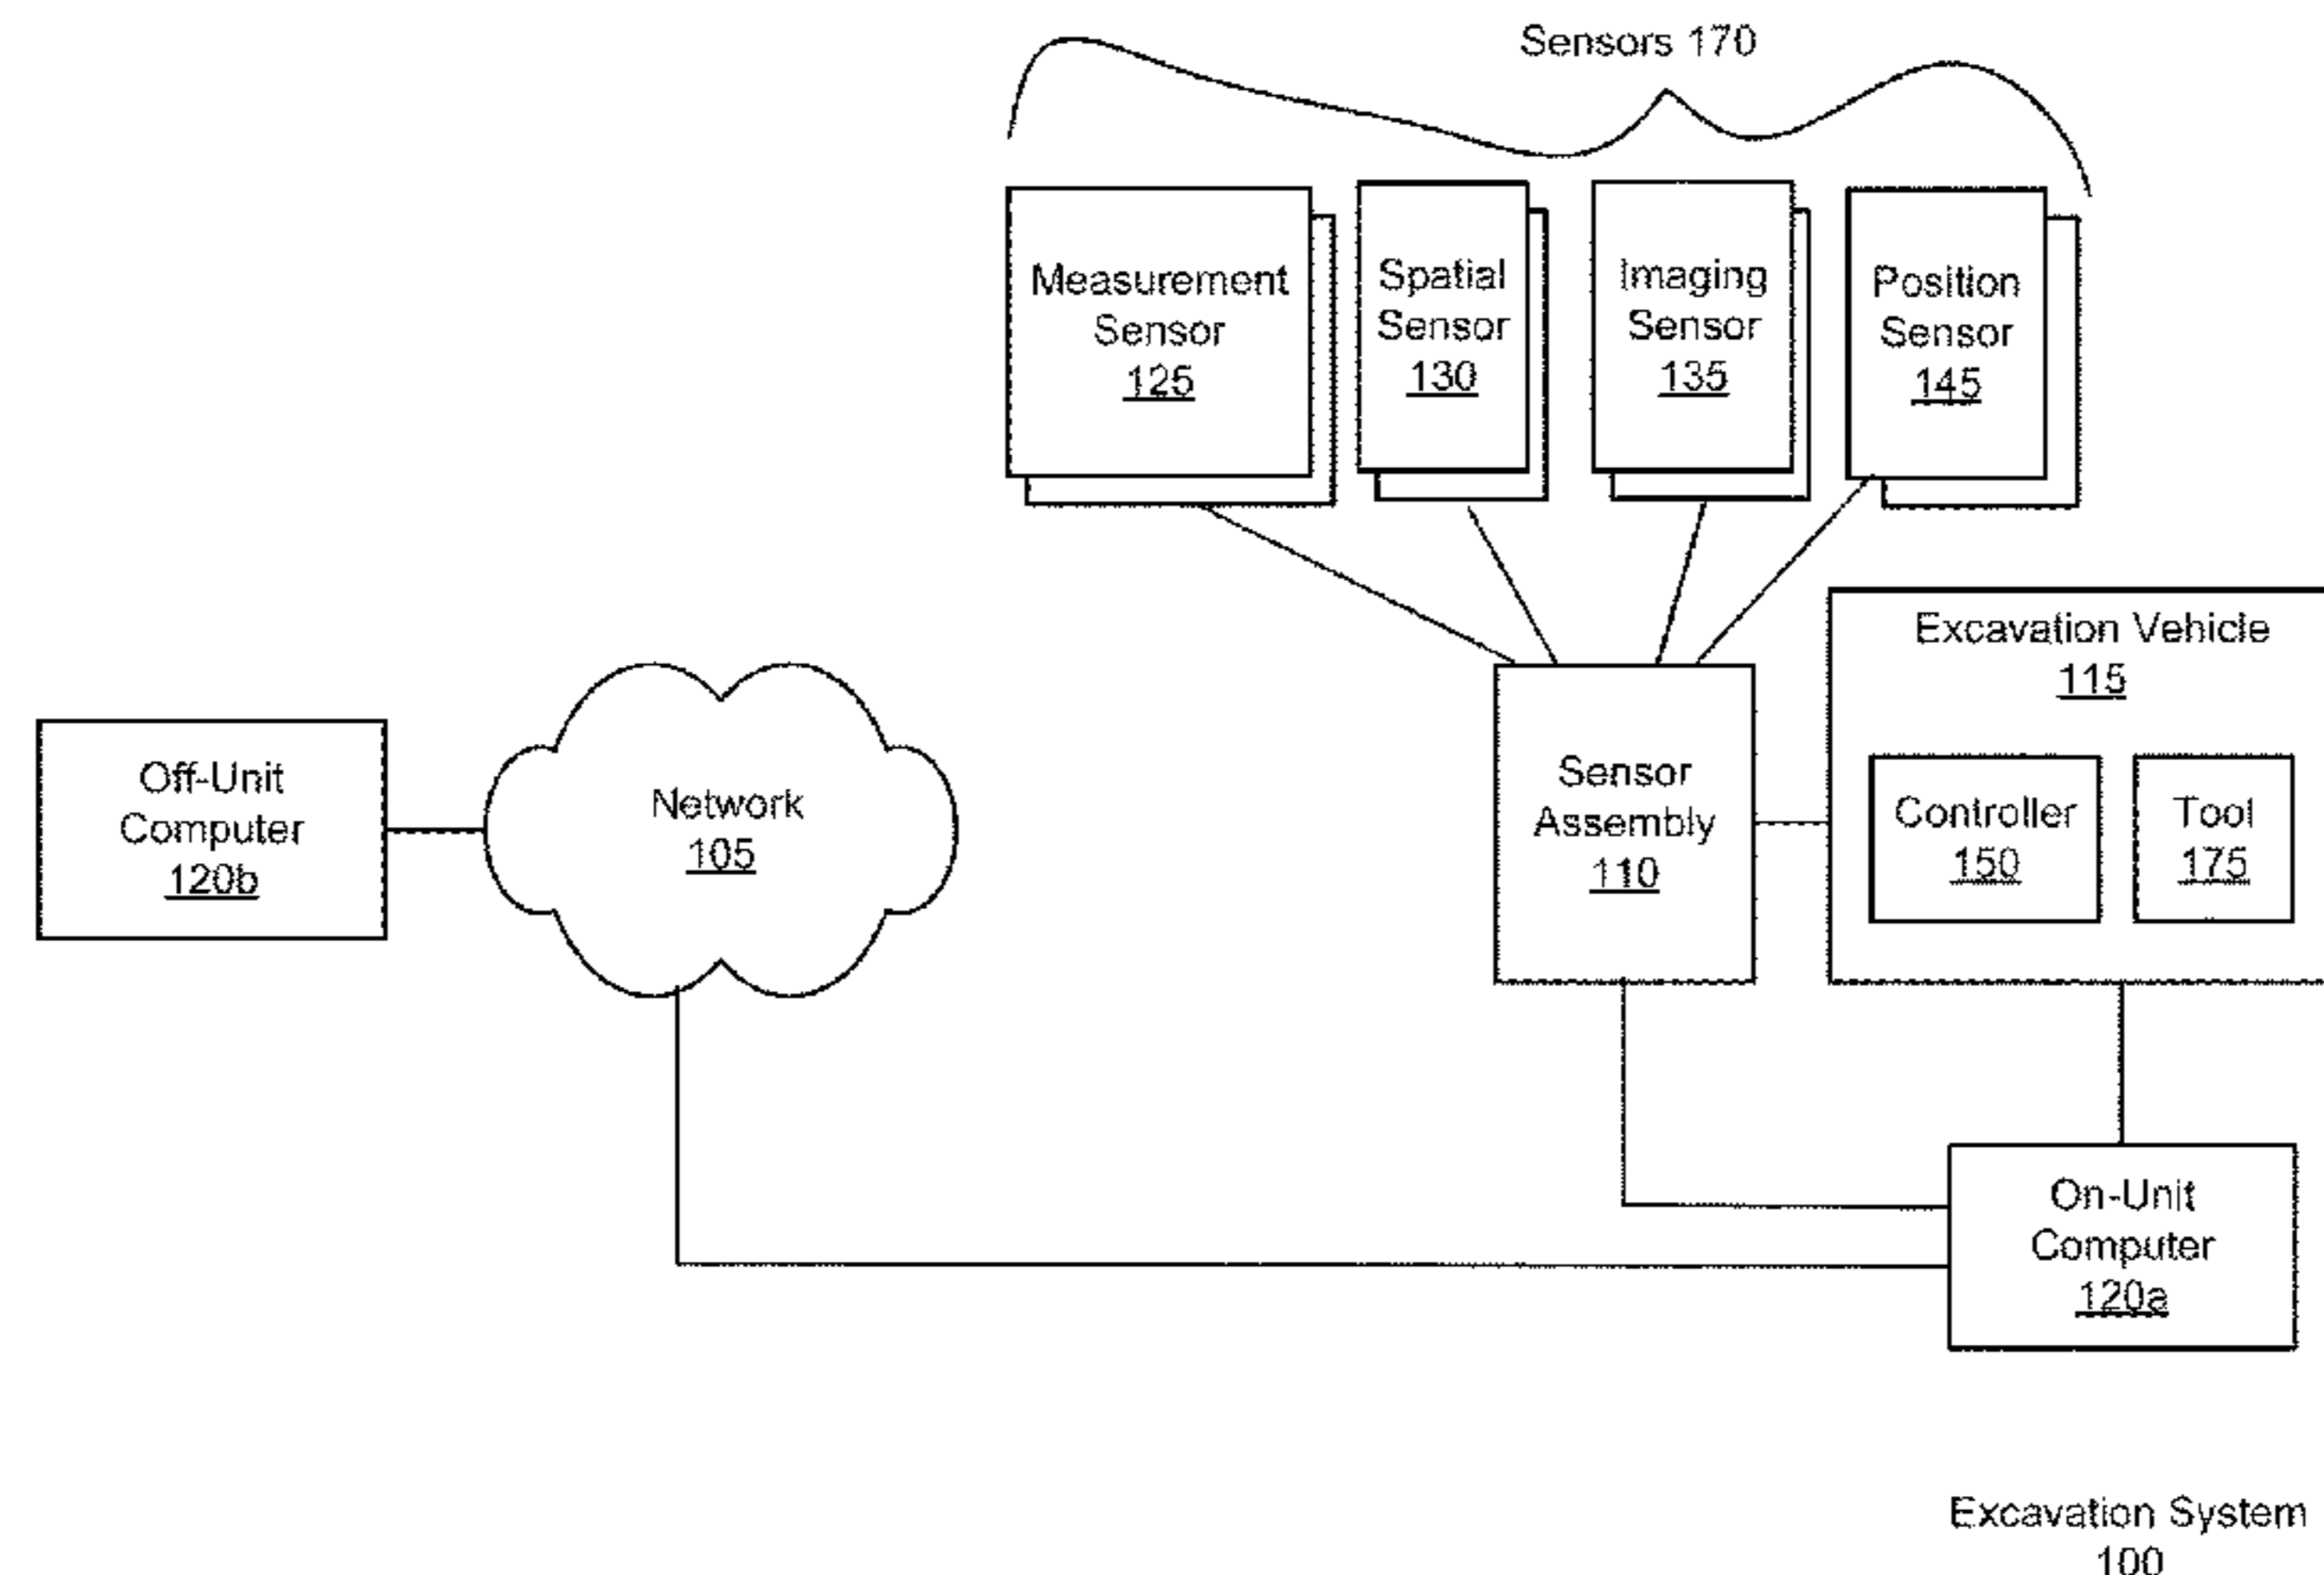 Sensors 170
Measurement
Sensor
125
Spatial
Sensor
130
Imaging
Sensor
135
Position
Sensor
145
Excavation Vehicle
115
Controller
150
Tool
175
Sensor
Assembly
110
Network
105
Off-Unit
Computer
120b
On-Unit
Computer
120a
Excavation System
100